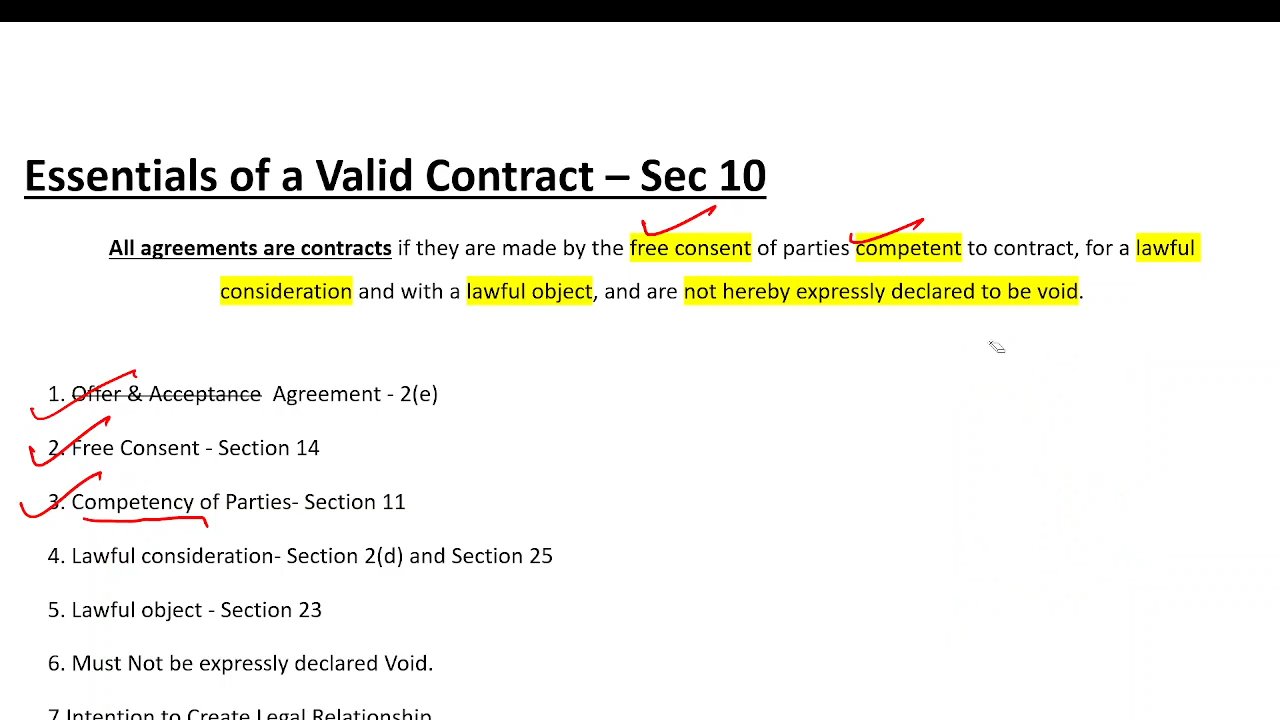 Essentials of a Valid Contract – Sec 10
All agreements are contracts if they are made by the free consent of parties competent to contract, for a lawful
consideration and with a lawful object, and are not hereby expressly declared to be void.
1. Offer & Acceptance Agreement - 2(e)
2. Free Consent - Section 14
3. Competency of Parties- Section 11
4. Lawful consideration- Section 2(d) and Section 25
5. Lawful object - Section 23
6. Must Not be expressly declared Void.
7 Intention to Create Legal Relationship